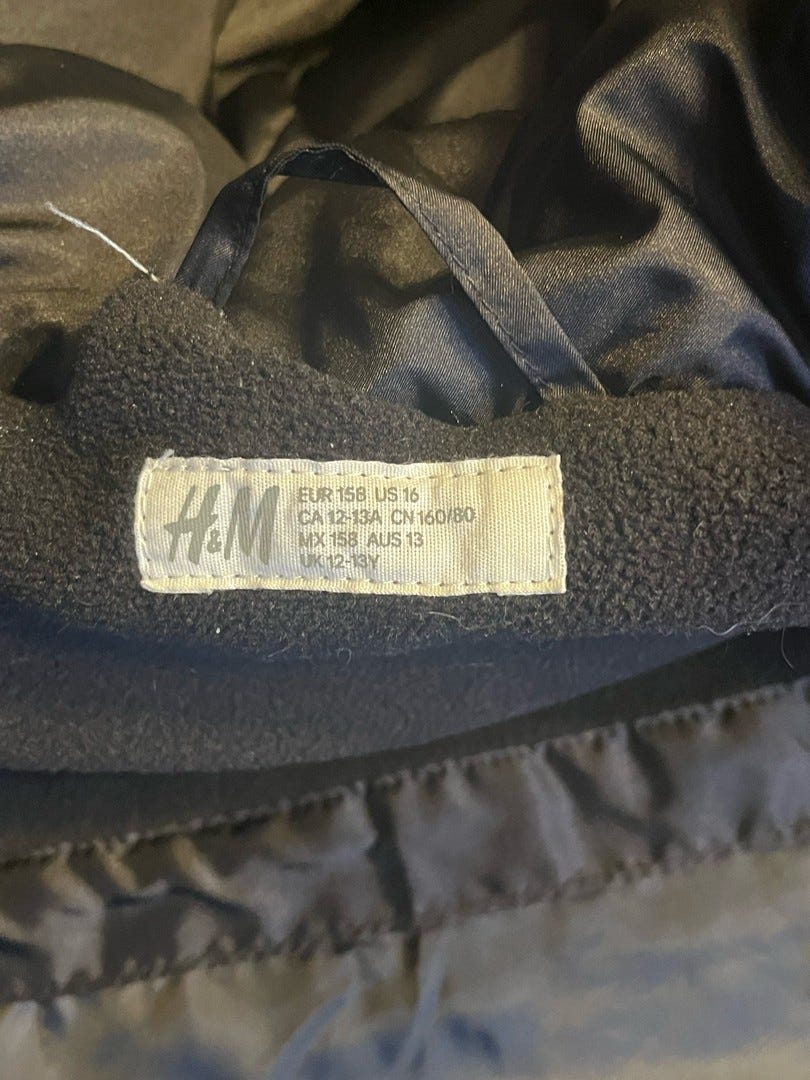 H&M
EUR 158 US 16
CA 12-13A CN 160/80
MX 158 AUS 13
UK 12-13Y